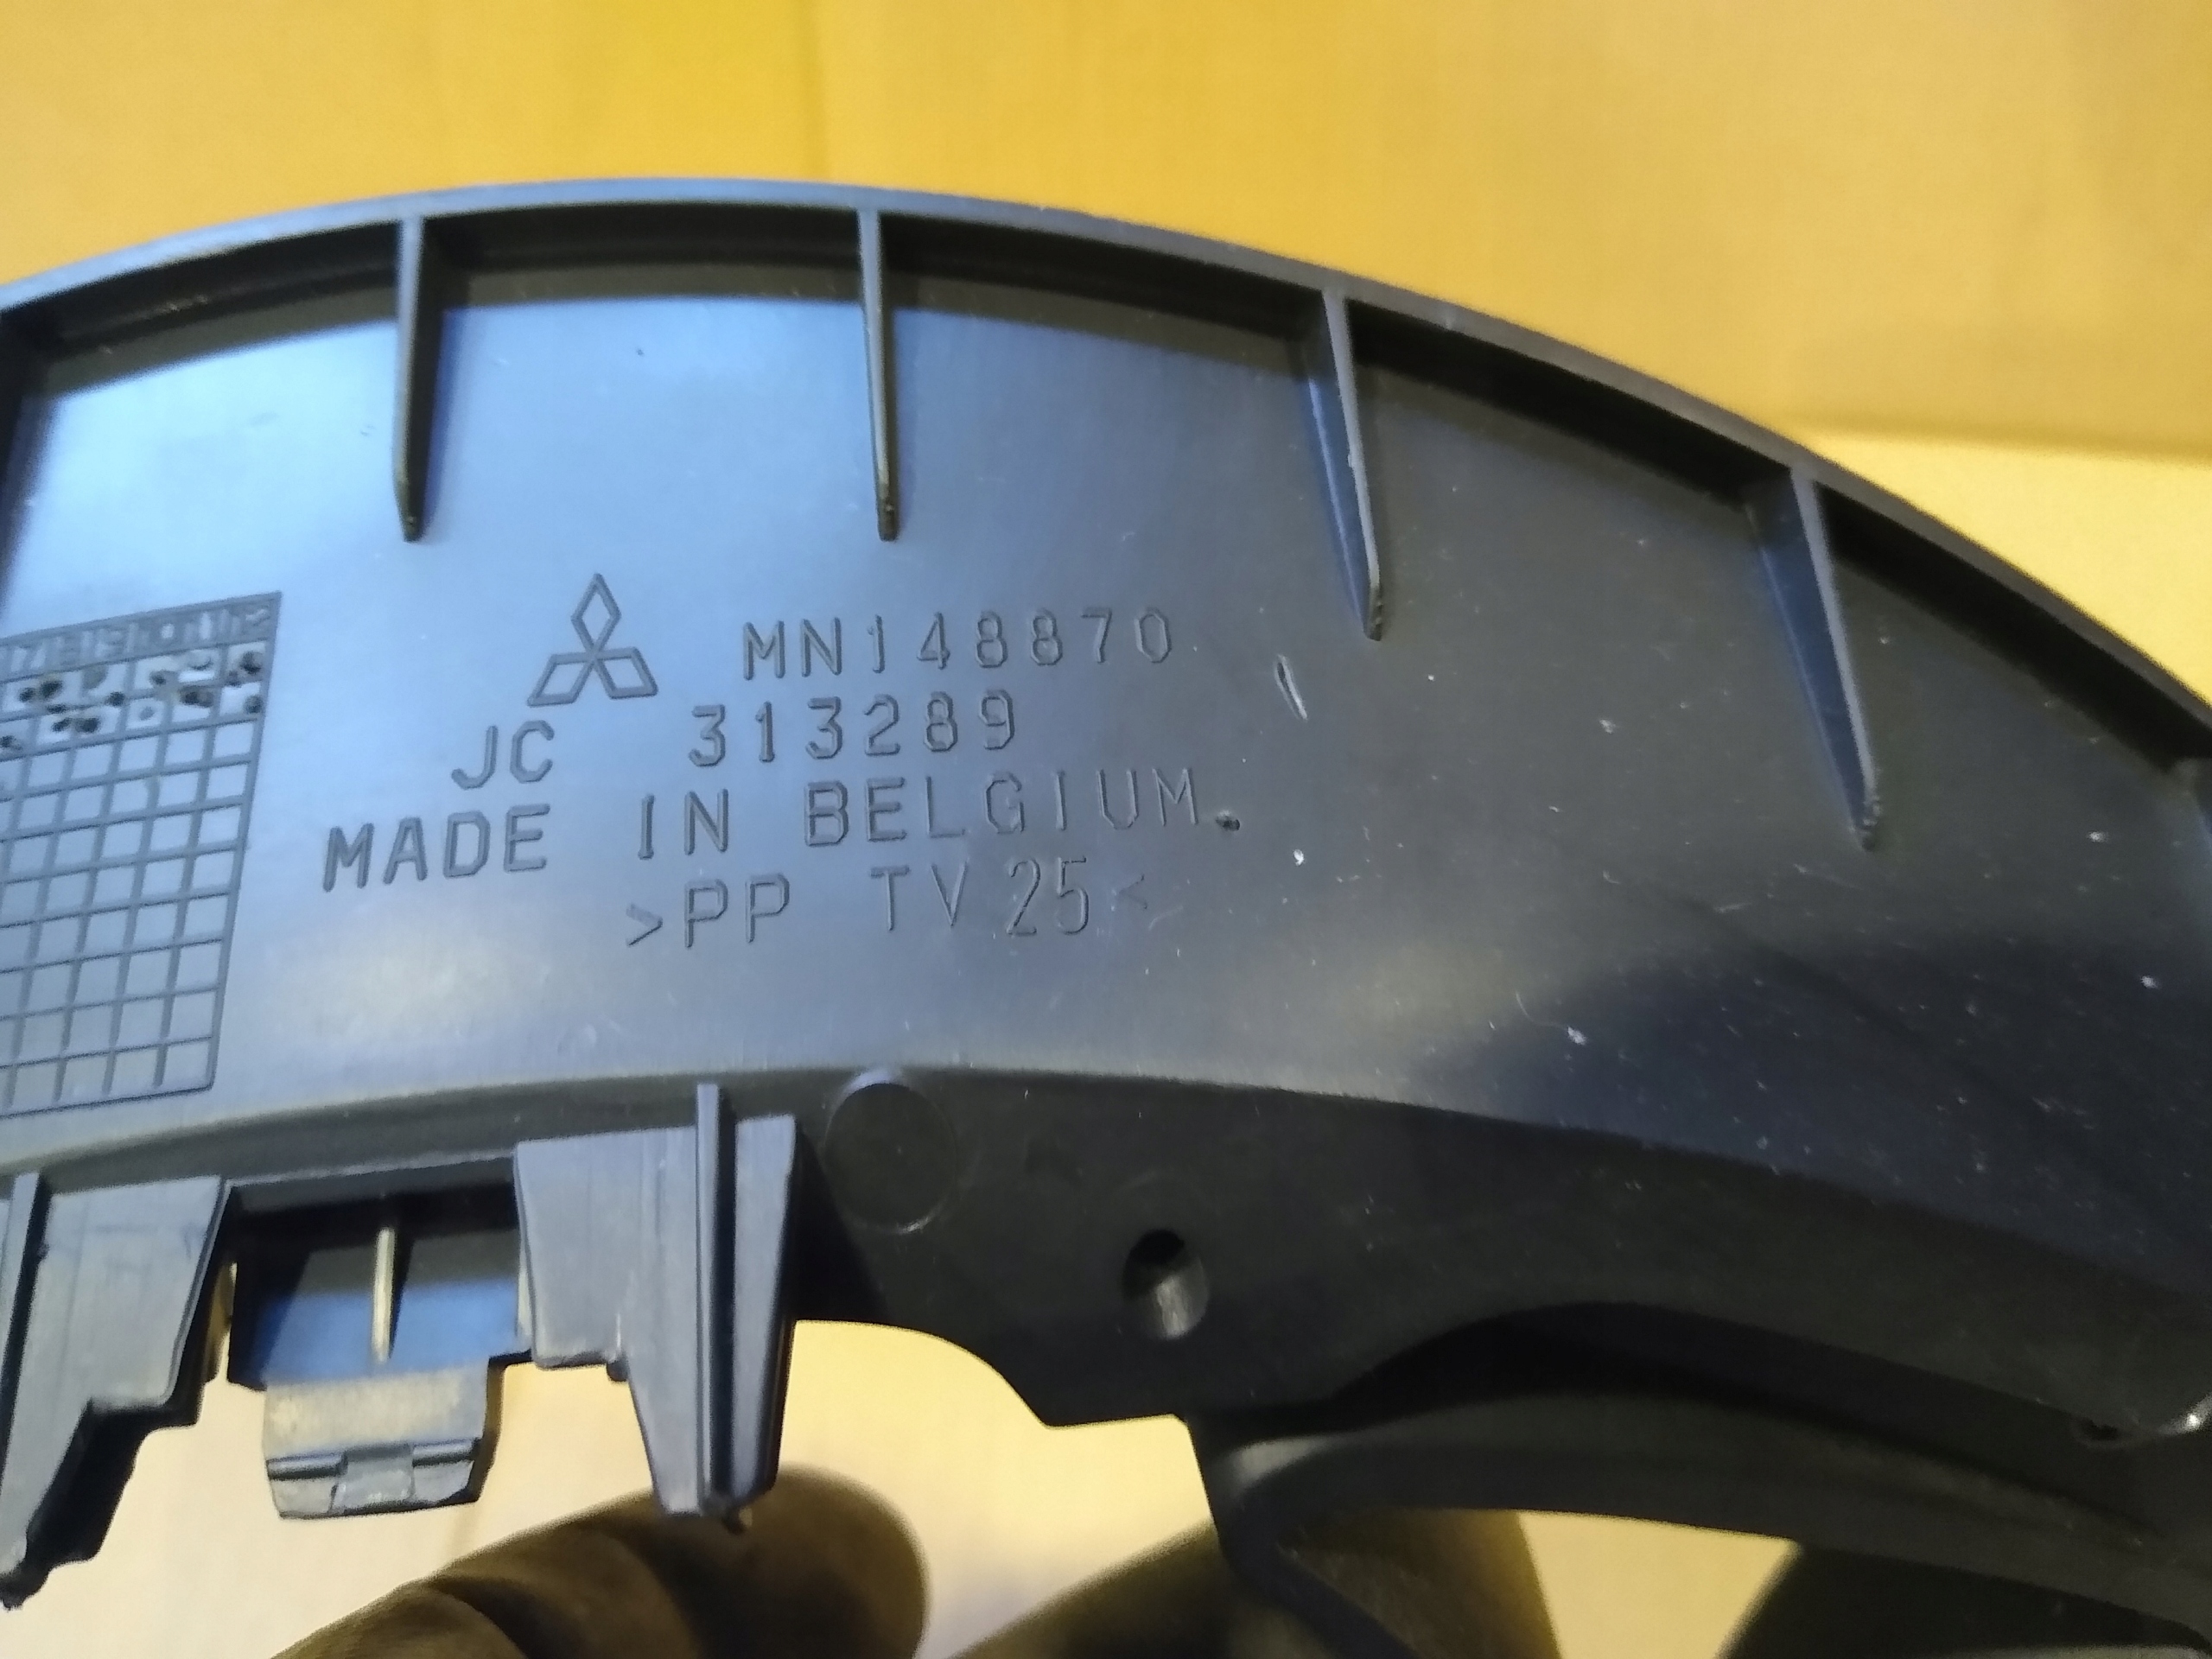 MN148870
JC 313289
MADE IN BELGIUM.
>PP TV25<